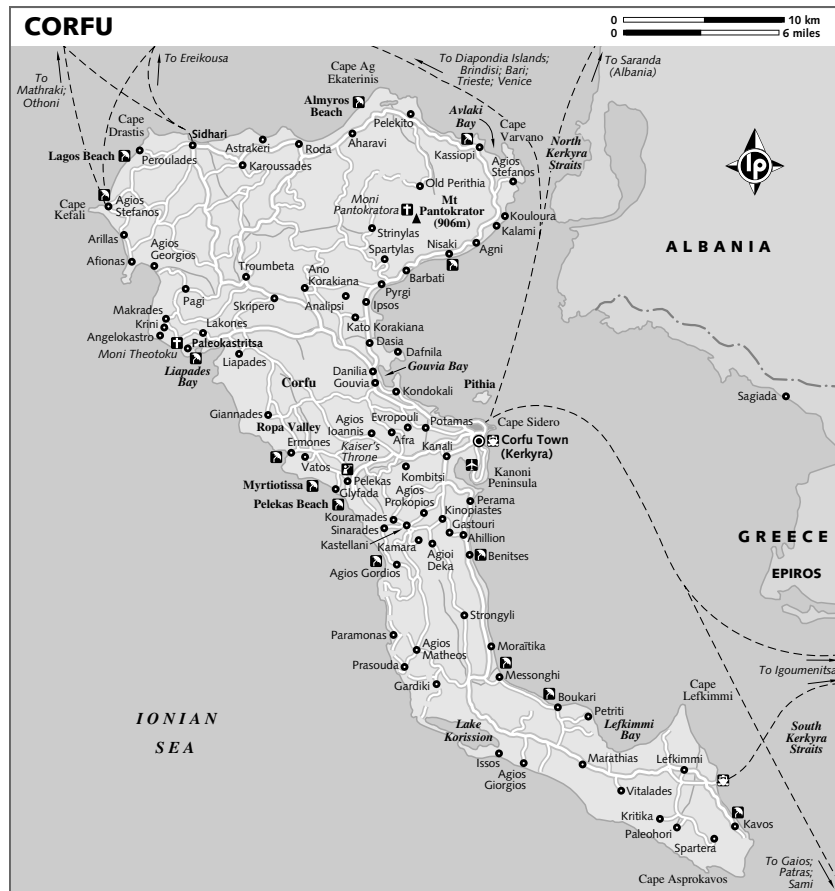 CORFU
0 10 km
0 6 miles
To Ereikousa
To
Mathraki;
Othoni
To Diapondia Islands;
Brindisi; Bari;
Trieste; Venice
To Saranda
(Albania)
Cape Ag
Ekaterinis
Almyros
Beach
Cape
Drastis
Sidhari
Pelekito
Avlaki
Bay
Cape
Varvano
North
Kerkyra
Straits
Lagos Beach
Peroulades
Astrakeri
Roda
Aharavi
Karoussades
Kassiopi
Agios
Stefanos
lp
Old Perithia
Moni
Pantokratora
Mt
Pantokrator
(906m)
Cape
Kefali
Agios
Stefanos
Kouloura
Kalami
Arillas
Strinylas
Agios
Georgios
Afionas
Spartylas
Nisaki
Agni
ALBANIA
Troumbeta
Ano
Korakiana
Barbati
Pyrgi
Pagi
Skripero
Analipsi
Ipsos
Makrades
Krini
Angelokastro
Lakones
Kato Korakiana
Moni Theotoku
Paleokastritsa
Liapades
Dasia
Dafnila
Liapades
Bay
Gouvia Bay
Danilia
Gouvia
Corfu
Kondokali
Pithia
Sagiada
Giannades
Ropa Valley
Agios
Ioannis
Evropouli
Afra
Potamas
Cape Sidero
Corfu Town
(Kerkyra)
Ermones
Vatos
Kaiser's
Throne
Kanali
Kombitsi
Kanoni
Peninsula
Myrtiotissa
Pelekas
Glyfada
Pelekas Beach
Agios
Prokopios
Perama
Kinopiastes
Kouramades
Sinarades
Gastouri
Ahillion
Kastellani
Kamara
Agioi
Deka
Benitses
Agios Gordios
GREECE
EPIROS
Strongyli
Paramonas
Agios
Matheos
Moraïtika
Prasouda
Messonghi
Gardiki
To Igoumenitsa
Boukari
Petriti
Cape
Lefkimmi
IONIAN
SEA
Lake
Korission
Lefkimmi
Bay
South
Kerkyra
Straits
Issos
Agios
Giorgios
Marathias
Lefkimmi
Vitalades
Kritika
Paleohori
Kavos
Spartera
Cape Asprokavos
To Gaios;
Patras;
Sami